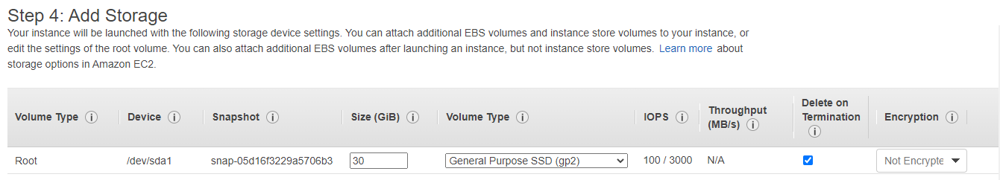 Step 4: Add Storage
Your instance will be launched with the following storage device settings. You can attach additional EBS volumes and instance store volumes to your instance, or
edit the settings of the root volume. You can also attach additional EBS volumes after launching an instance, but not instance store volumes. Learn more about
storage options in Amazon EC2.
Volume Type Device Snapshot Size (GiB) Volume Type IOPS Throughput (MB/s) Delete on Termination Encryption
Root /dev/sda1 snap-05d16f3229a5706b3 30 General Purpose SSD (gp2) 100 / 3000 N/A Not Encrypte